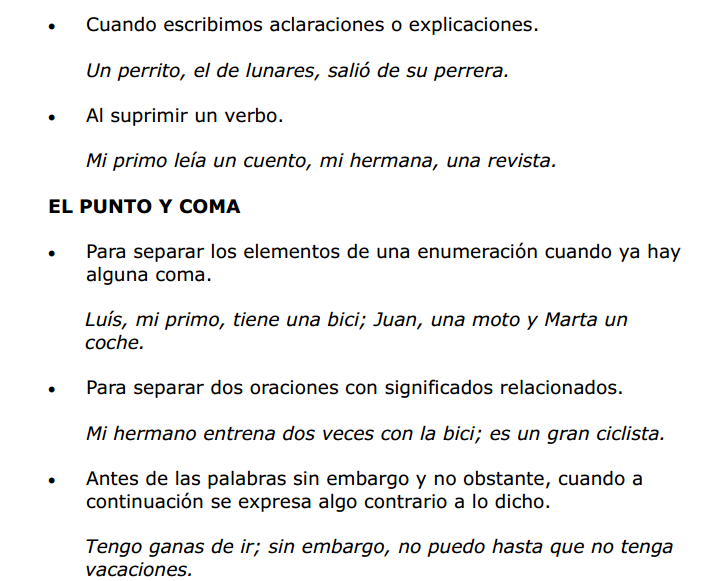 • Cuando escribimos aclaraciones o explicaciones.
Un perrito, el de lunares, salió de su perrera.
• Al suprimir un verbo.
Mi primo leía un cuento, mi hermana, una revista.
EL PUNTO Y COMA
• Para separar los elementos de una enumeración cuando ya hay
alguna coma.
Luís, mi primo, tiene una bici; Juan, una moto y Marta un
coche.
• Para separar dos oraciones con significados relacionados.
Mi hermano entrena dos veces con la bici; es un gran ciclista.
• Antes de las palabras sin embargo y no obstante, cuando a
continuación se expresa algo contrario a lo dicho.
Tengo ganas de ir; sin embargo, no puedo hasta que no tenga
vacaciones.